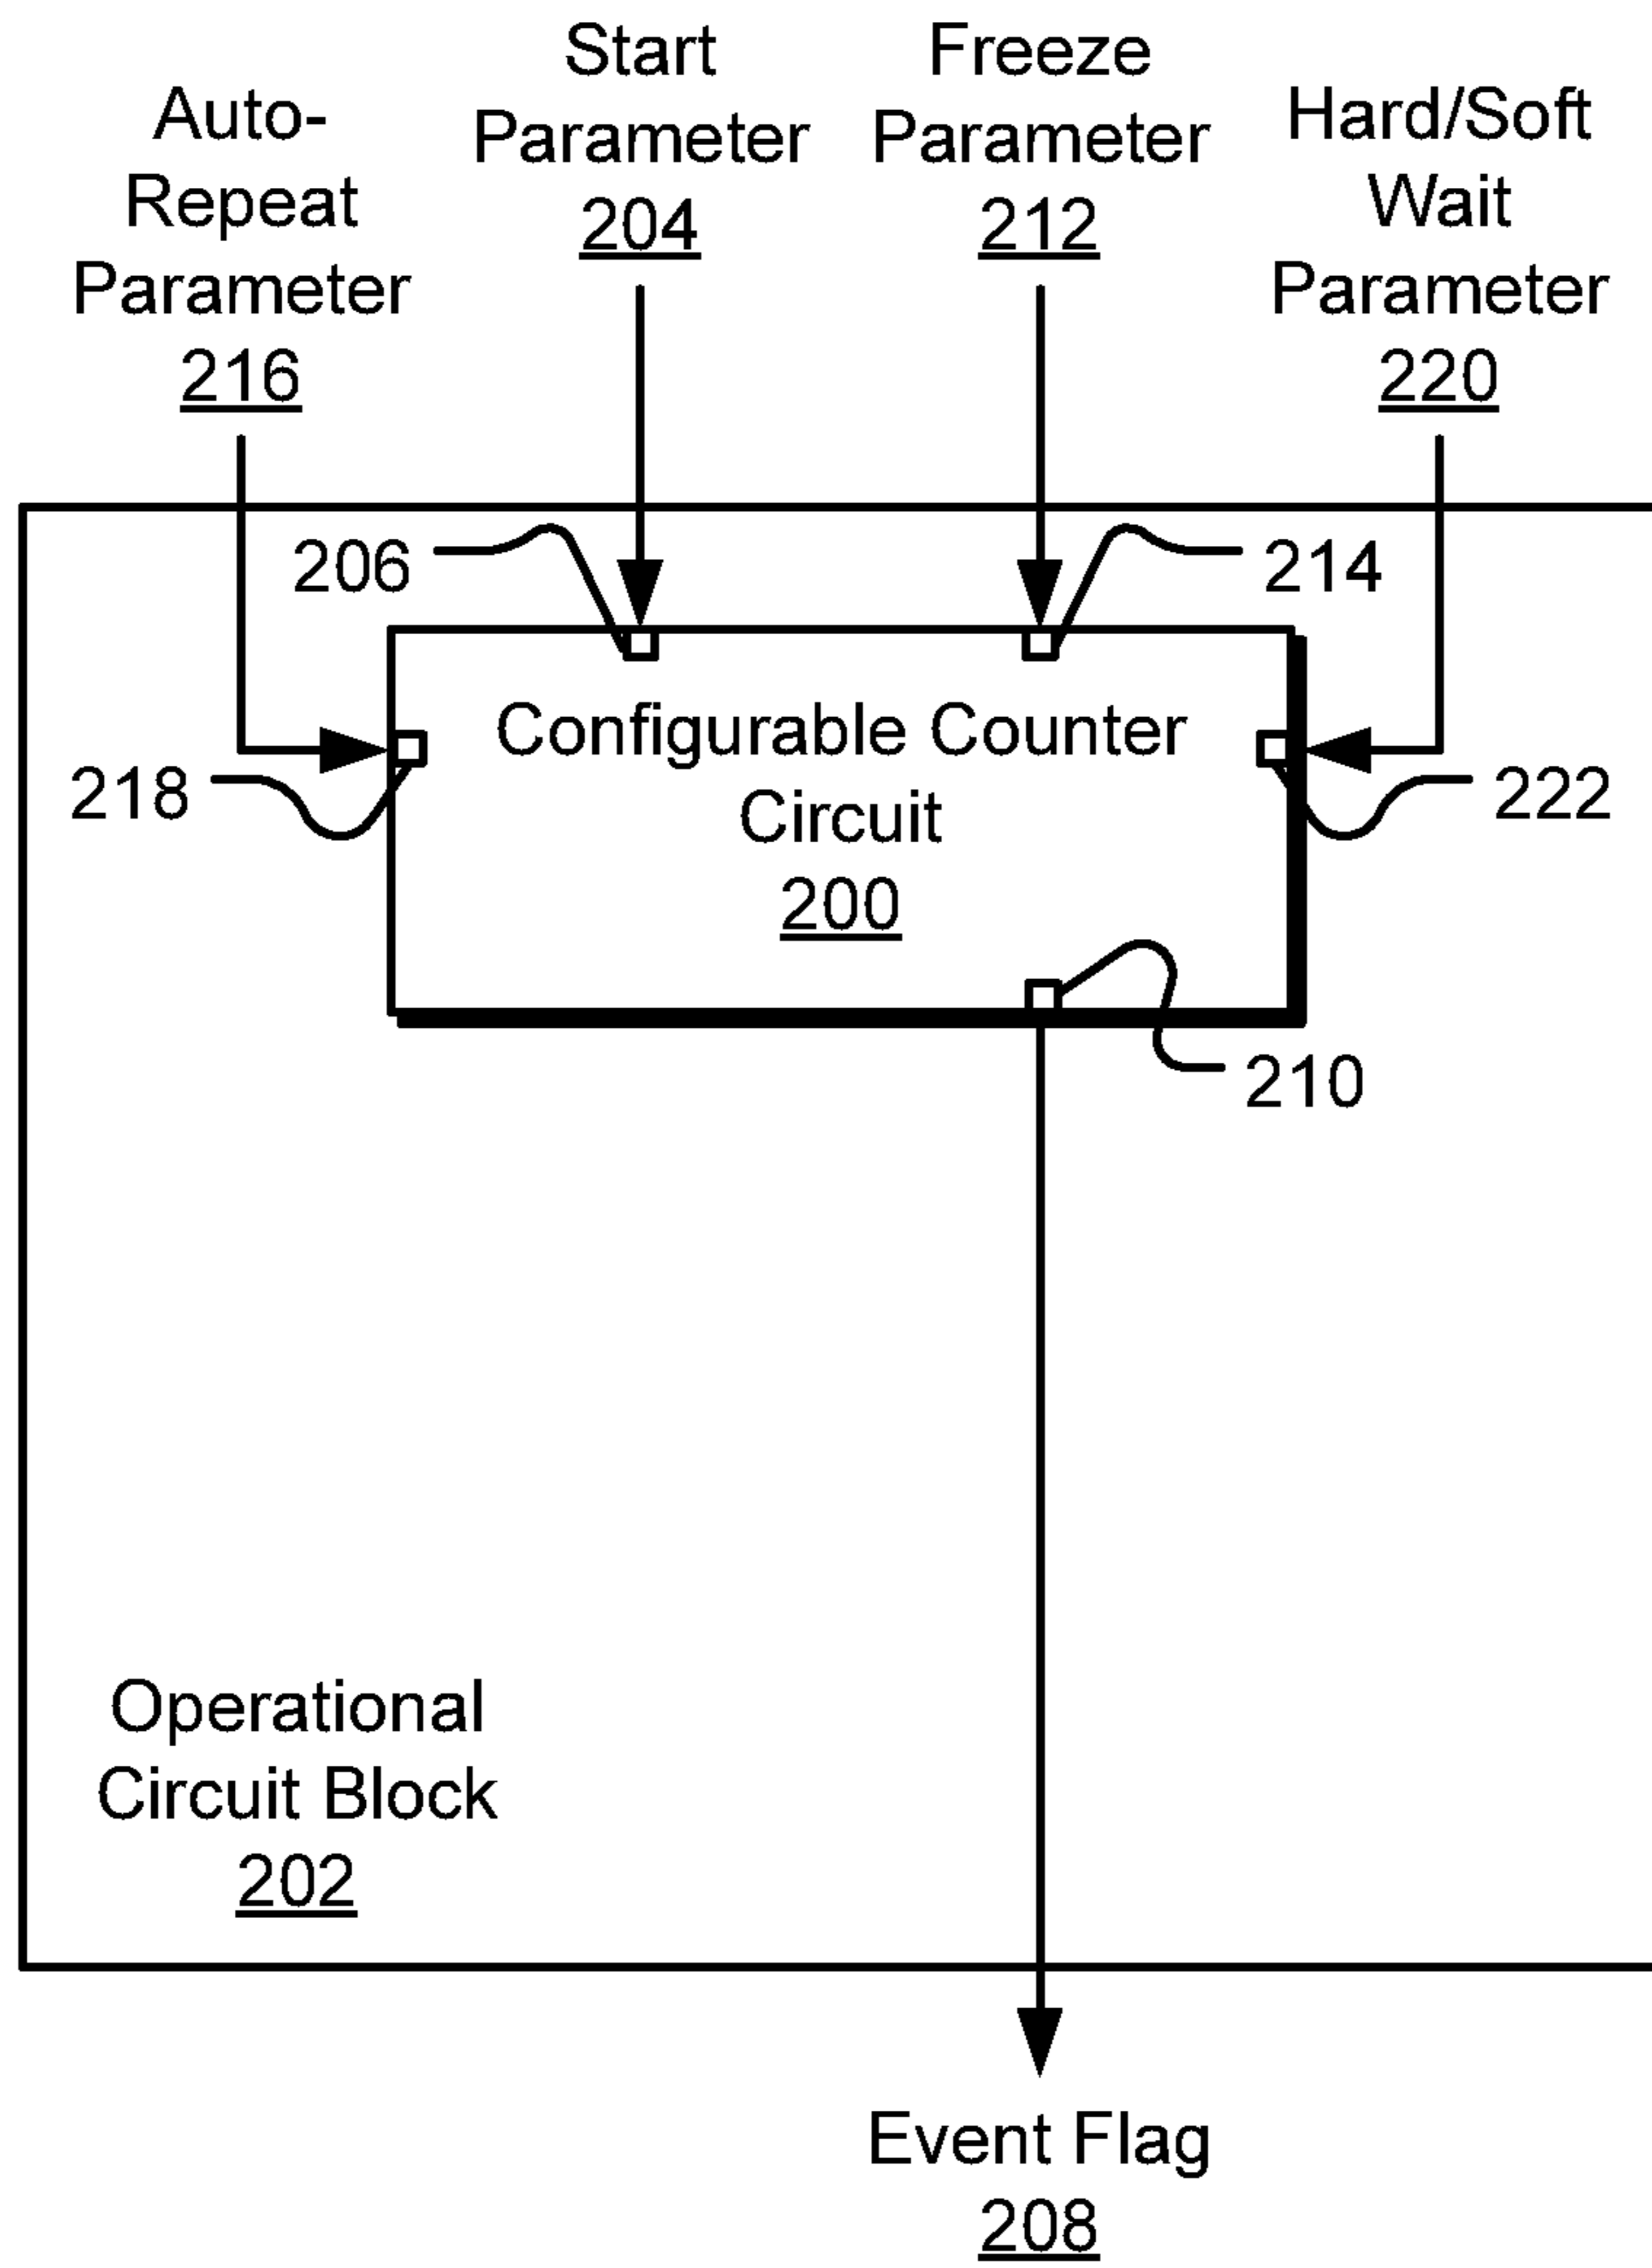 Auto-
Repeat
Parameter
216
Start
Parameter
204
Freeze
Parameter
212
Hard/Soft
Wait
Parameter
220
206
214
218
222
Configurable Counter
Circuit
200
210
Operational
Circuit Block
202
Event Flag
208